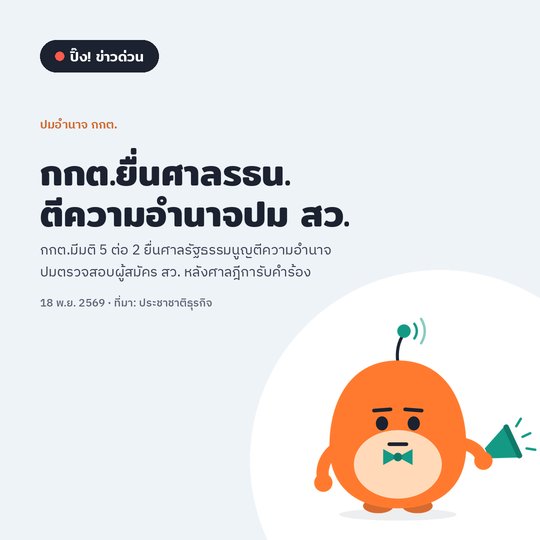 ปิ๊ง! ข่าวด่วน
ปมอำนาจ กกต.
กกต.ยื่นศาลรธน.
ตีความอำนาจปม สว.
กกต.มีมติ 5 ต่อ 2 ยื่นศาลรัฐธรรมนูญตีความอำนาจ
ปมตรวจสอบผู้สมัคร สว. หลังศาลฎีการับคำร้อง
18 พ.ย. 2569 · ที่มา: ประชาชาติธุรกิจ